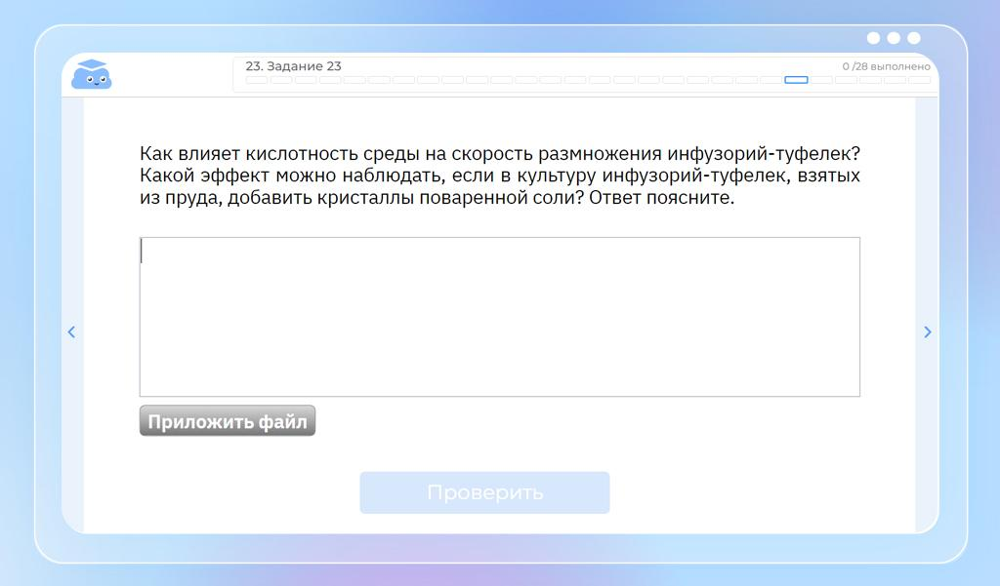 23. Задание 23
0 /28 выполнено
Как влияет кислотность среды на скорость размножения инфузорий-туфелек?
Какой эффект можно наблюдать, если в культуру инфузорий-туфелек, взятых
из пруда, добавить кристаллы поваренной соли? Ответ поясните.
Приложить файл
Проверить